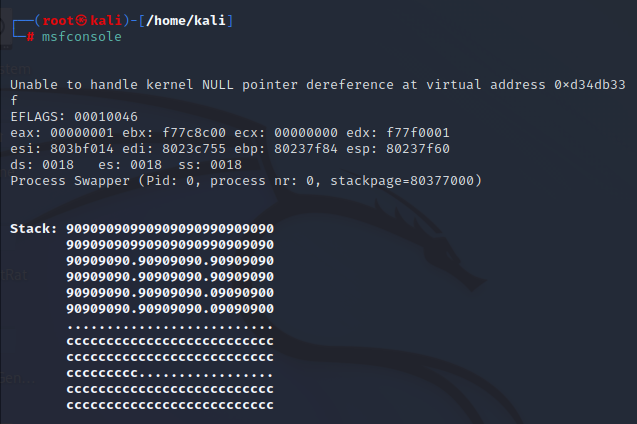 (root㉿kali)-[/home/kali]
# msfconsole
Unable to handle kernel NULL pointer dereference at virtual address 0×d34db33
f
EFLAGS: 00010046
eax: 00000001 ebx: f77c8c00 ecx: 00000000 edx: f77f0001
esi: 803bf014 edi: 8023c755 ebp: 80237f84 esp: 80237f60
ds: 0018   es: 0018  ss: 0018
Process Swapper (Pid: 0, process nr: 0, stackpage=80377000)
Stack: 90909090990909090990909090
90909090990909090990909090
90909090.90909090.90909090
90909090.90909090.90909090
90909090.90909090.09090900
90909090.90909090.09090900
..........................
cccccccccccccccccccccccccc
cccccccccccccccccccccccccc
ccccccccc.................
cccccccccccccccccccccccccc
cccccccccccccccccccccccccc